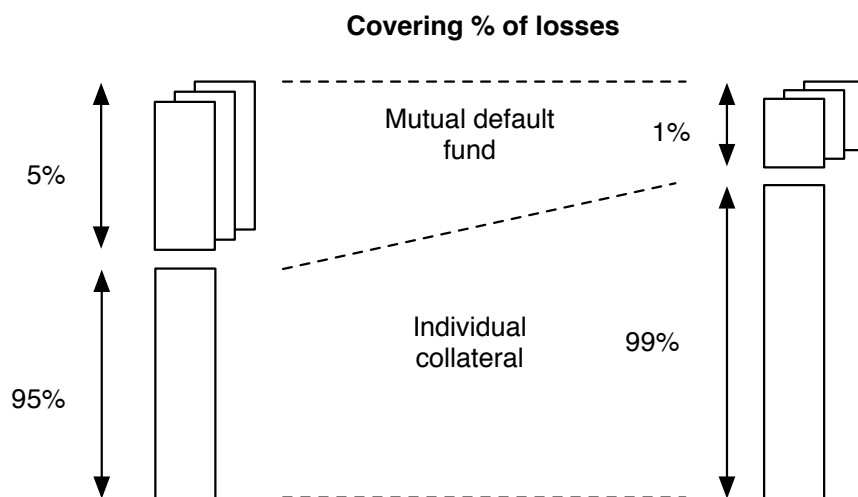 Covering % of losses
Mutual default
fund
1%
5%
Individual
collateral
99%
95%